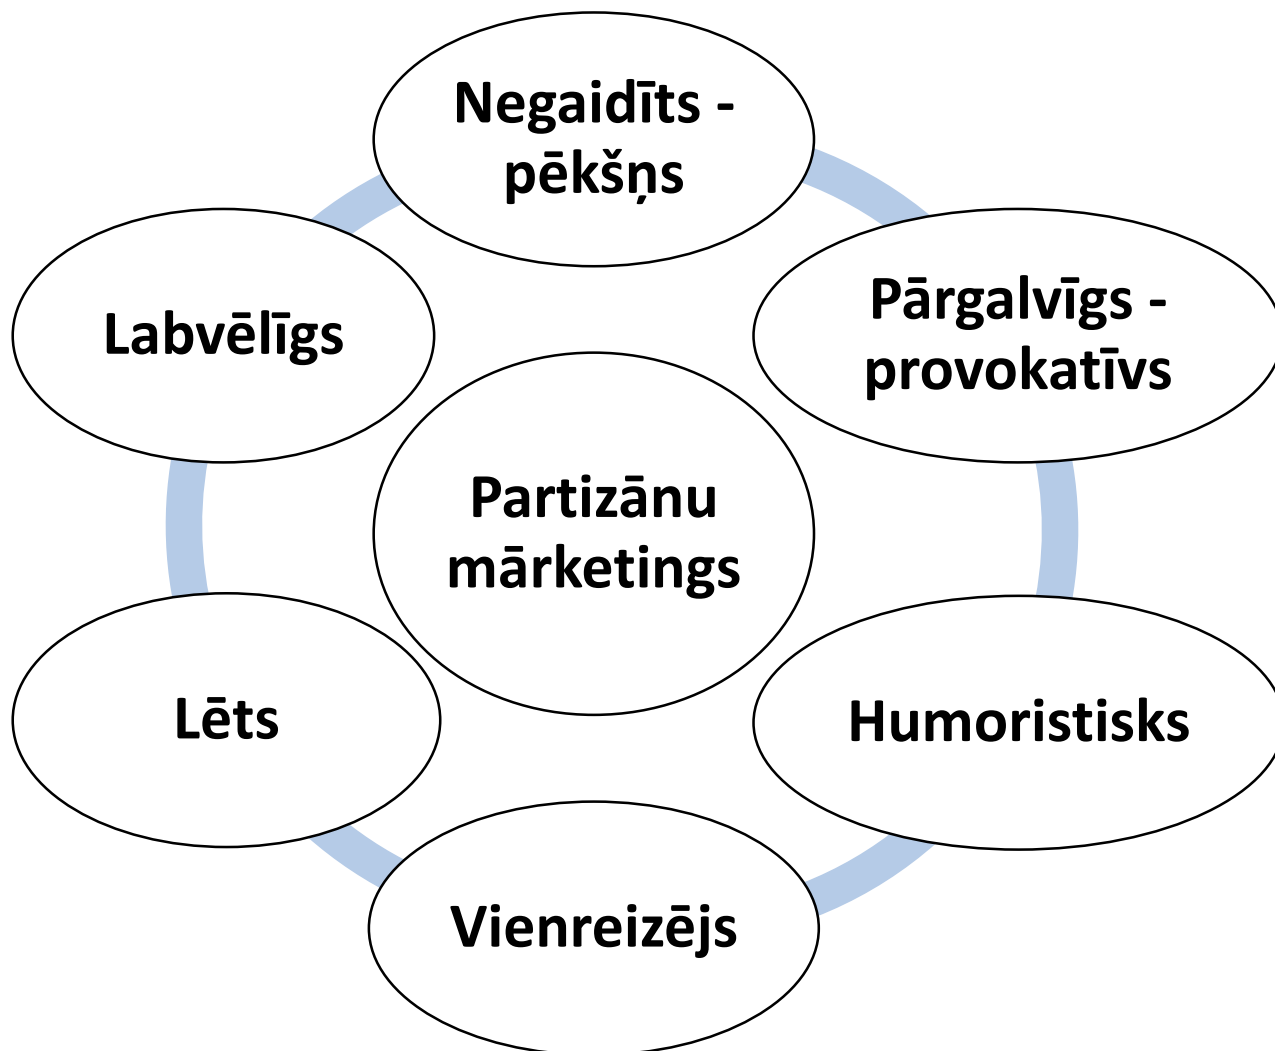 Negaidīts -
pēkšņs
Pārgalvīgs -
provokatīvs
Labvēlīgs
Partizānu
mārketings
Lēts
Humoristisks
Vienreizējs